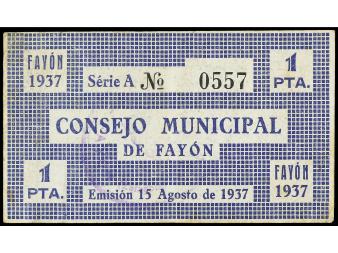 FAYÓN
1937
Série A No 0557
1
PTA.
CONSEJO MUNICIPAL
DE FAYÓN
1
PTA.
Emisión 15 Agosto de 1937
FAYÓN
1937